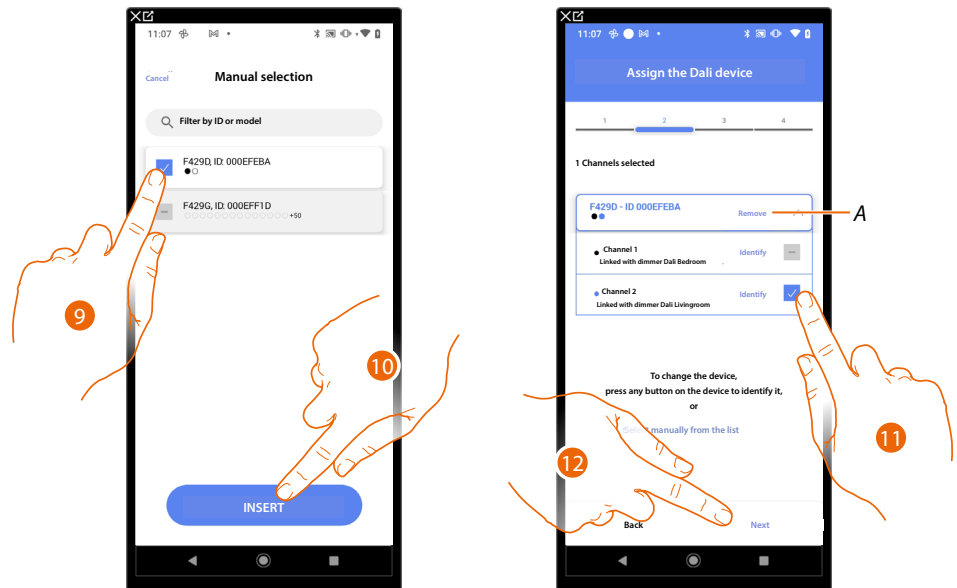 11:07
Cancel
Manual selection
Filter by ID or model
F429D, ID: 000EFEBA
F429G, ID: 000EFF1D
+50
9
10
INSERT
11:07
Assign the Dali device
1 2 3 4
1 Channels selected
F429D - ID 000EFEBA
Remove
A
Channel 1
Identify
Linked with dimmer Dali Bedroom
Channel 2
Identify
Linked with dimmer Dali Livingroom
To change the device,
press any button on the device to identify it,
or
manually from the list
11
12
Back
Next